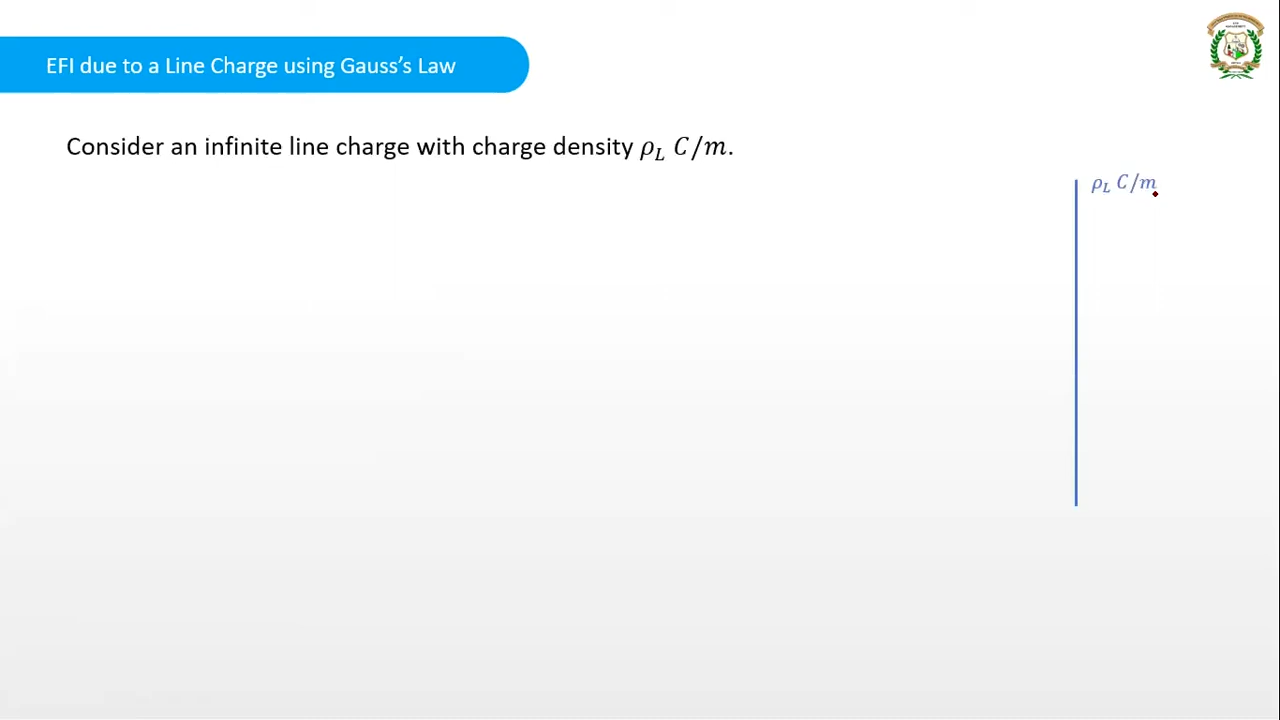 EFI due to a Line Charge using Gauss’s Law
Consider an infinite line charge with charge density 𝜌_L C/m.
𝜌_L C/m